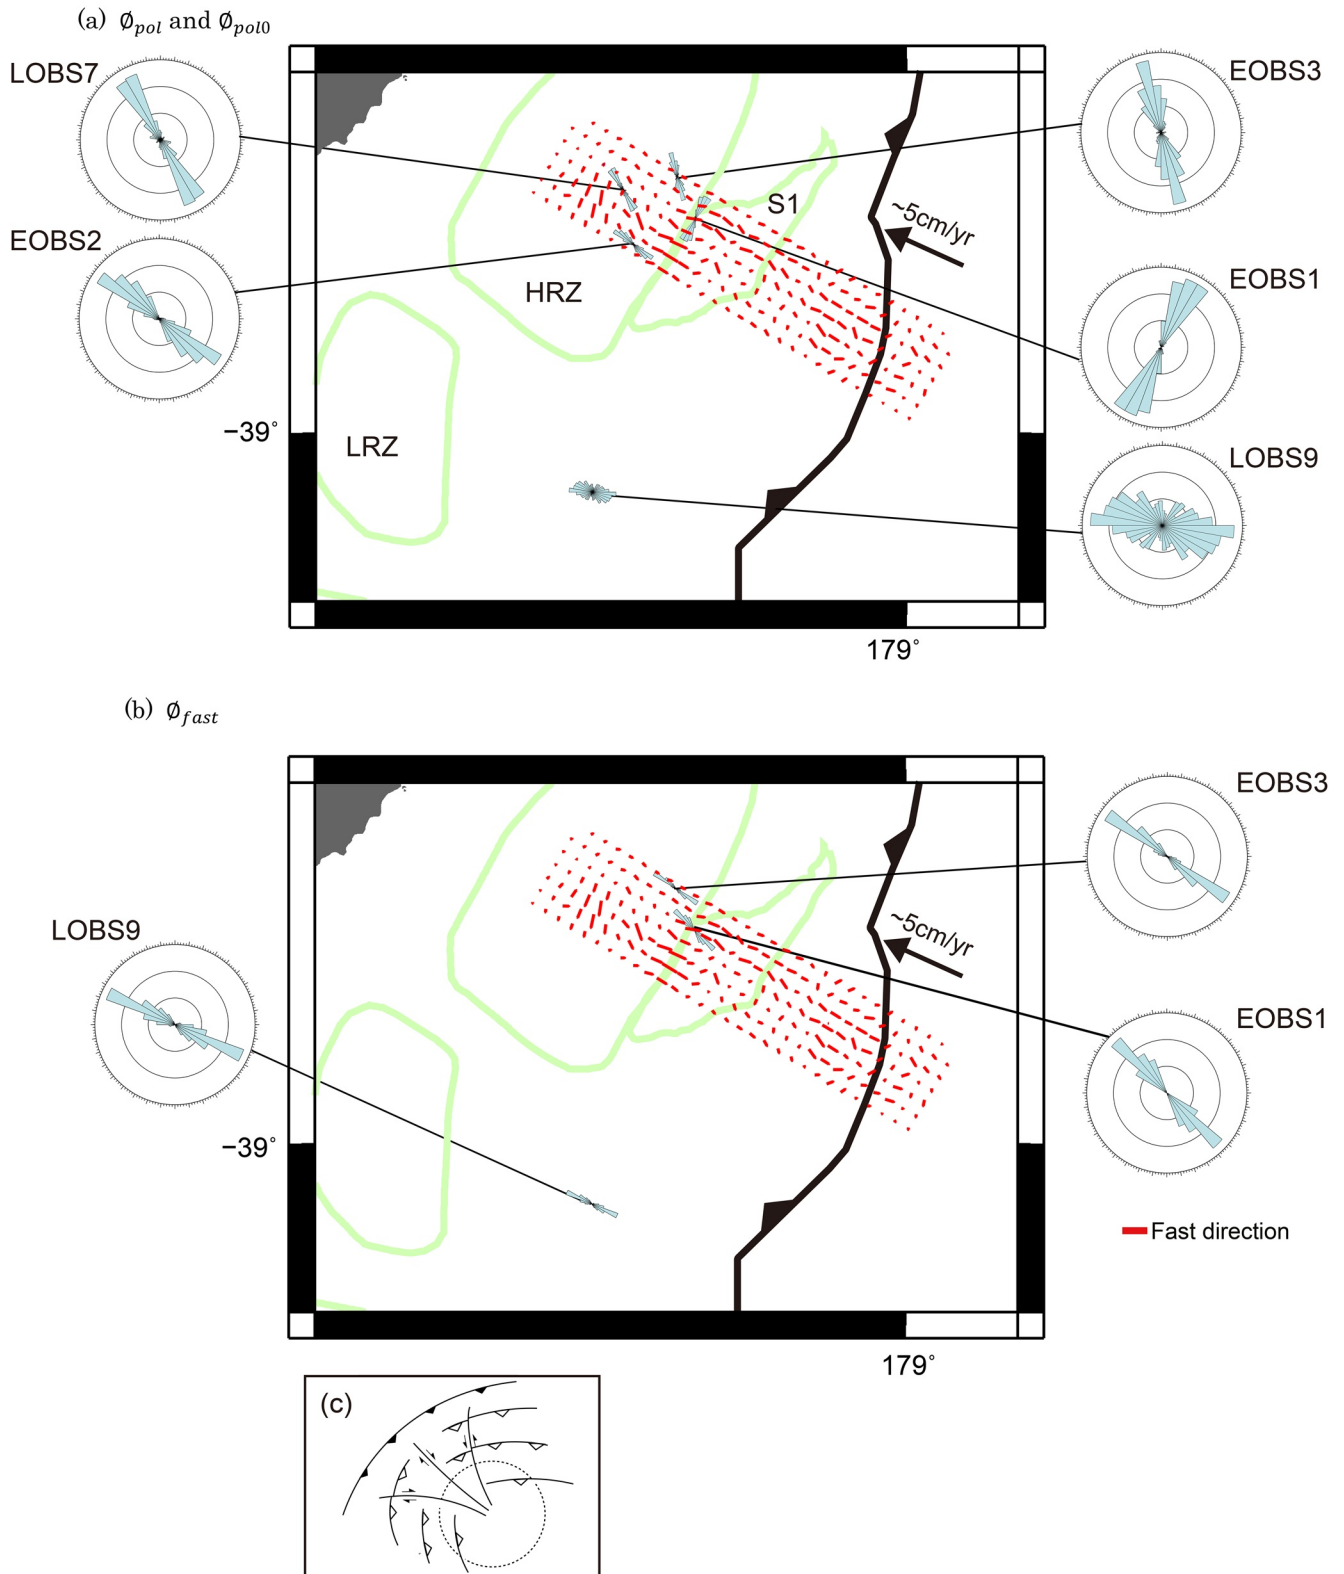 (a) ∅pol and ∅pol0
LOBS7
EOBS3
EOBS2
S1
~5cm/yr
EOBS1
HRZ
LRZ
−39°
LOBS9
179°
(b) ∅fast
EOBS3
LOBS9
~5cm/yr
EOBS1
−39°
Fast direction
179°
(c)